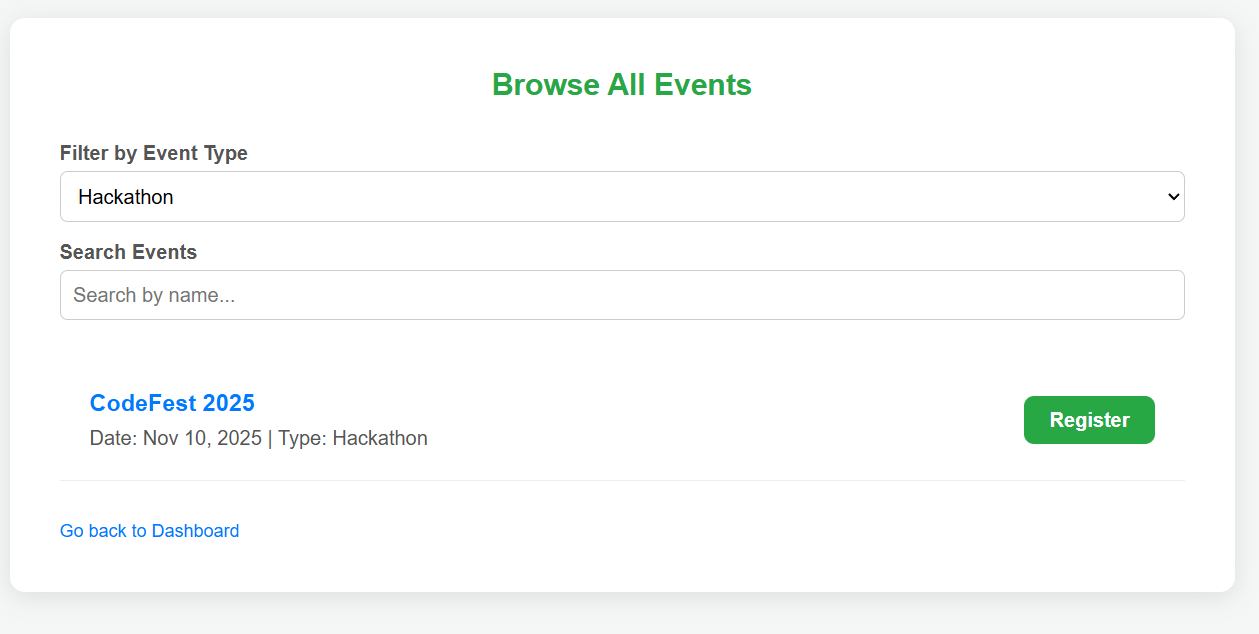 Browse All Events
Filter by Event Type
Hackathon
Search Events
Search by name...
CodeFest 2025
Date: Nov 10, 2025 | Type: Hackathon
Register
Go back to Dashboard